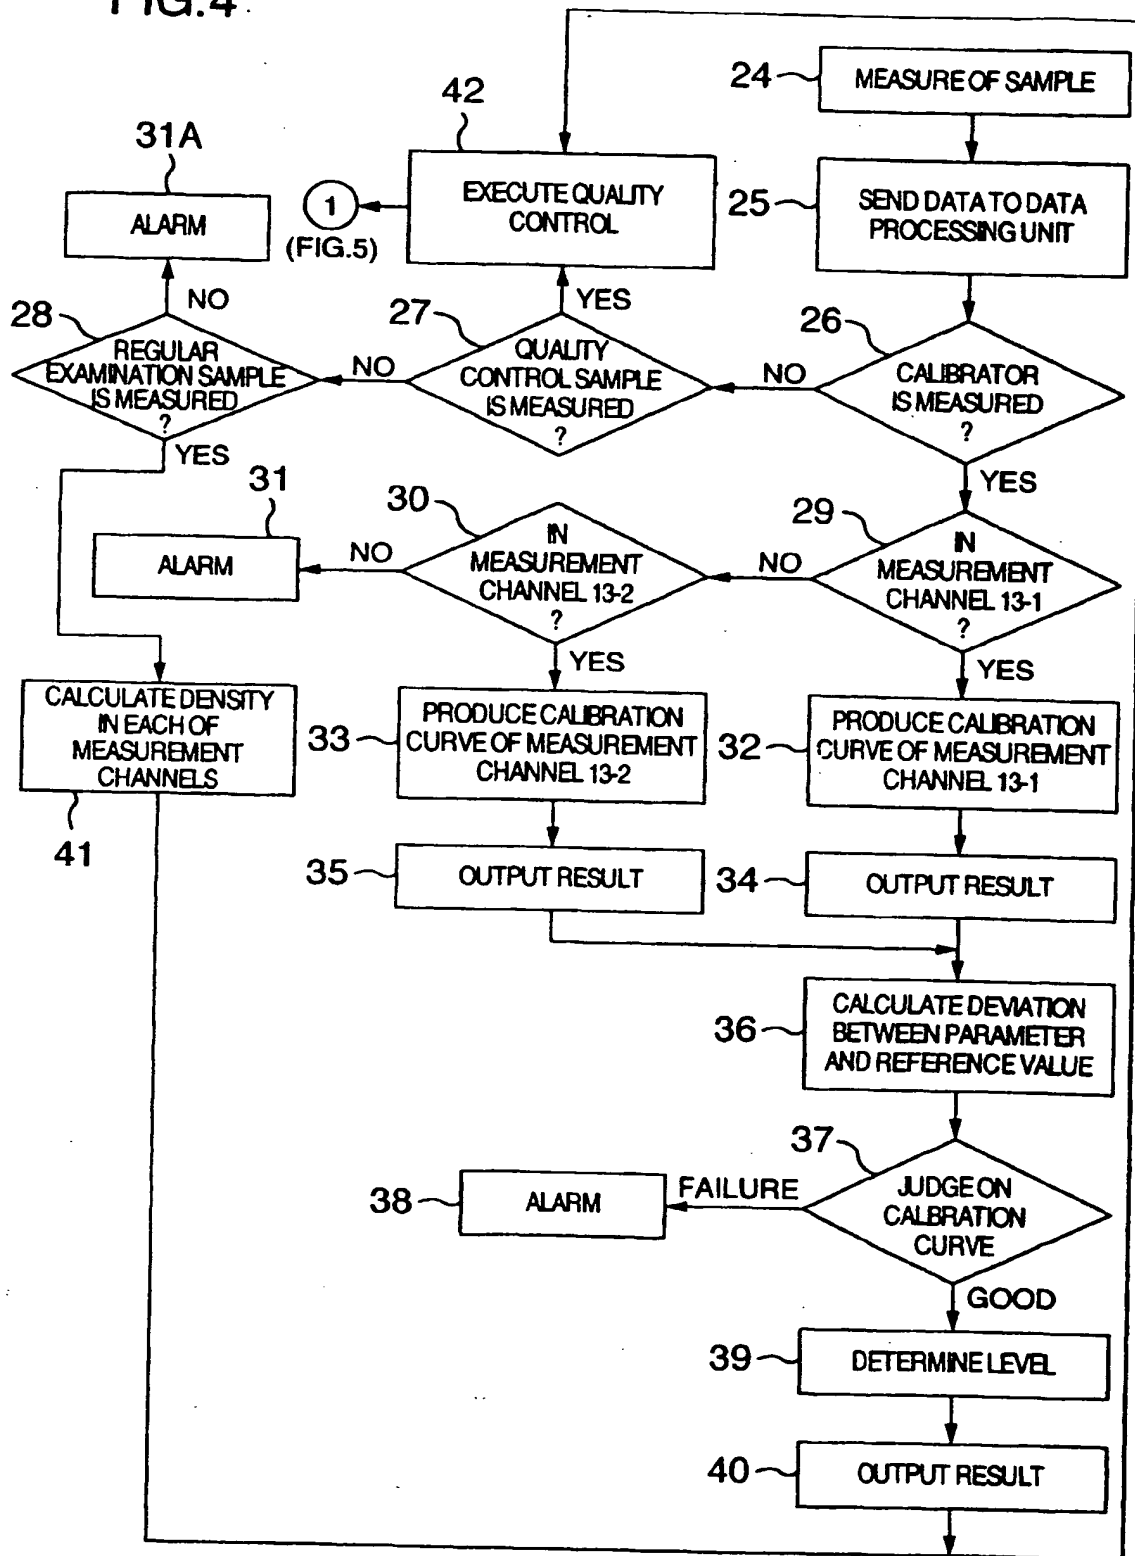 FIG.4
24
MEASURE OF SAMPLE
42
31A
EXECUTE QUALITY
CONTROL
1
(FIG.5)
ALARM
25
SEND DATA TO DATA
PROCESSING UNIT
NO
YES
28
REGULAR
EXAMINATION SAMPLE
IS MEASURED
?
NO
27
QUALITY
CONTROL SAMPLE
IS MEASURED
?
NO
26
CALIBRATOR
IS MEASURED
?
YES
YES
31
ALARM
NO
30
IN
MEASUREMENT
CHANNEL 13-2
?
NO
29
IN
MEASUREMENT
CHANNEL 13-1
?
YES
YES
CALCULATE DENSITY
IN EACH OF
MEASUREMENT
CHANNELS
41
33
PRODUCE CALIBRATION
CURVE OF MEASUREMENT
CHANNEL 13-2
32
PRODUCE CALIBRATION
CURVE OF MEASUREMENT
CHANNEL 13-1
35
OUTPUT RESULT
34
OUTPUT RESULT
36
CALCULATE DEVIATION
BETWEEN PARAMETER
AND REFERENCE VALUE
37
JUDGE ON
CALBRATION
CURVE
FAILURE
38
ALARM
GOOD
39
DETERMINE LEVEL
40
OUTPUT RESULT